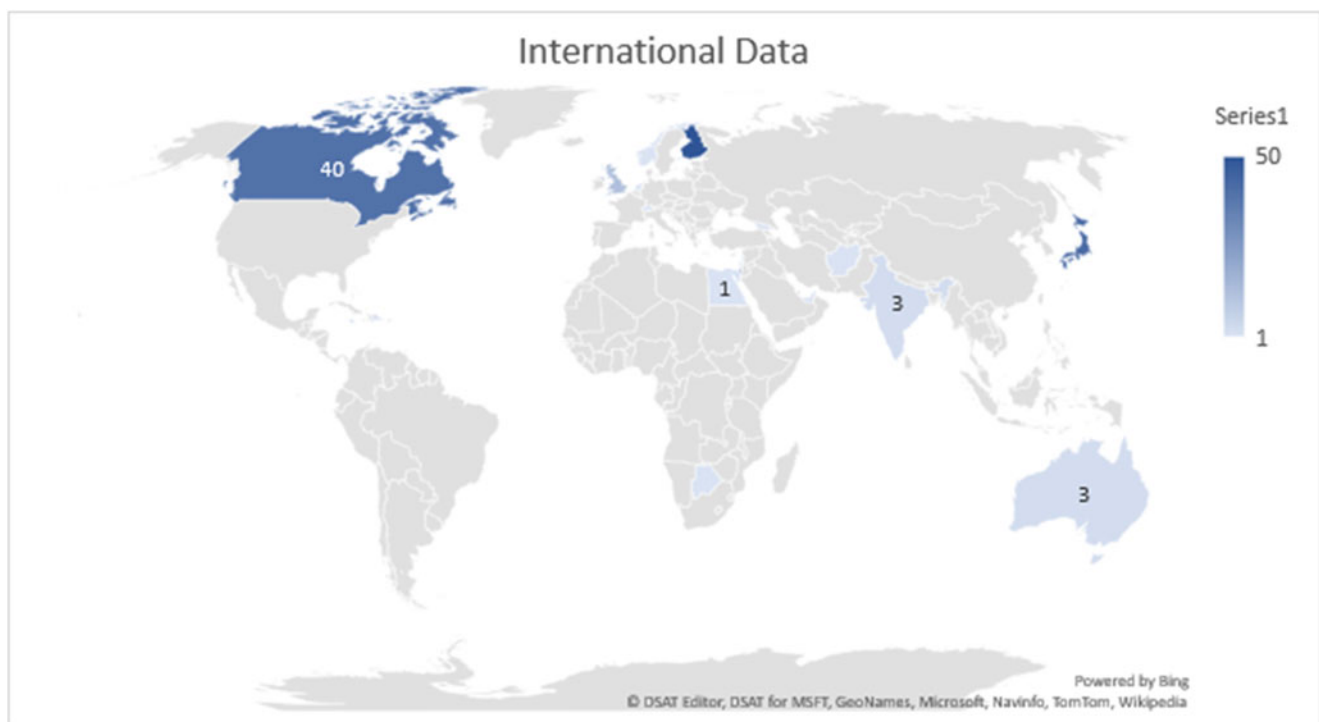 International Data
Series1
50
40
1
3
1
3
Powered by Bing
© DSAT Editor, DSAT for MSFT, GeoNames, Microsoft, Navinfo, TomTom, Wikipedia